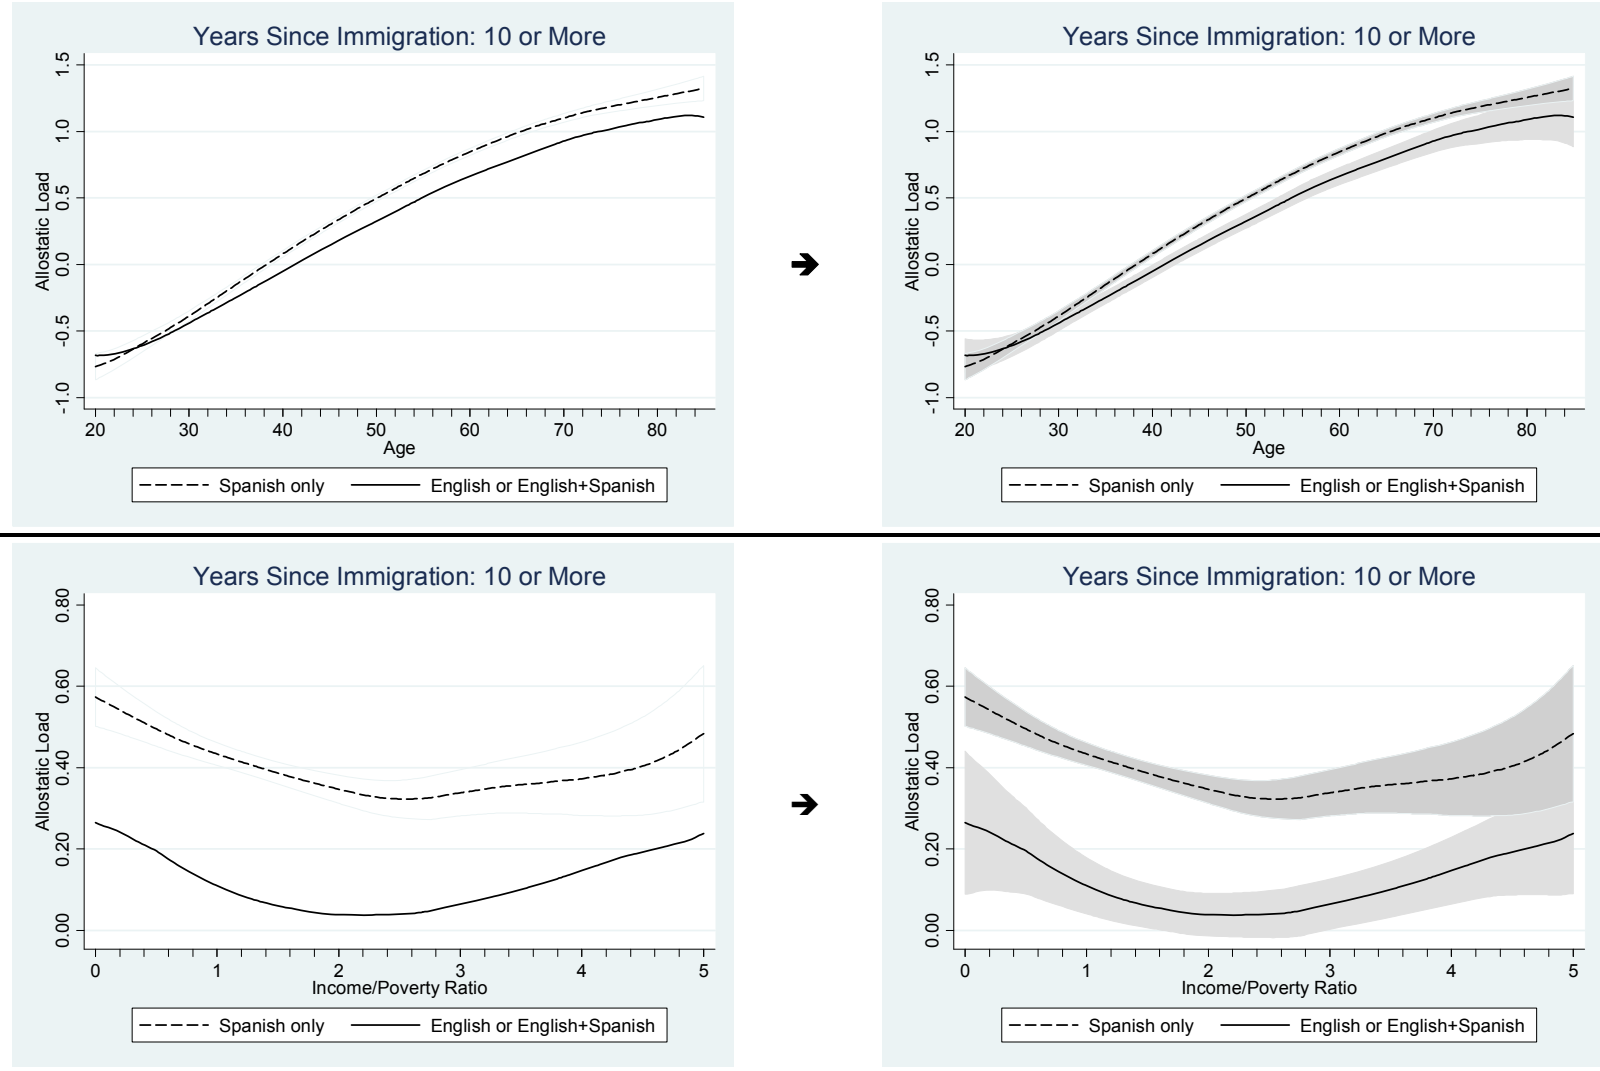 Years Since Immigration: 10 or More
Allostatic Load
1.5
1.0
0.5
0.0
-0.5
-1.0
20 30 40 50 60 70 80
Age
Spanish only English or English+Spanish
➔
Years Since Immigration: 10 or More
Allostatic Load
1.5
1.0
0.5
0.0
-0.5
-1.0
20 30 40 50 60 70 80
Age
Spanish only English or English+Spanish
Years Since Immigration: 10 or More
Allostatic Load
0.80
0.60
0.40
0.20
0.00
0 1 2 3 4 5
Income/Poverty Ratio
Spanish only English or English+Spanish
➔
Years Since Immigration: 10 or More
Allostatic Load
0.80
0.60
0.40
0.20
0.00
0 1 2 3 4 5
Income/Poverty Ratio
Spanish only English or English+Spanish